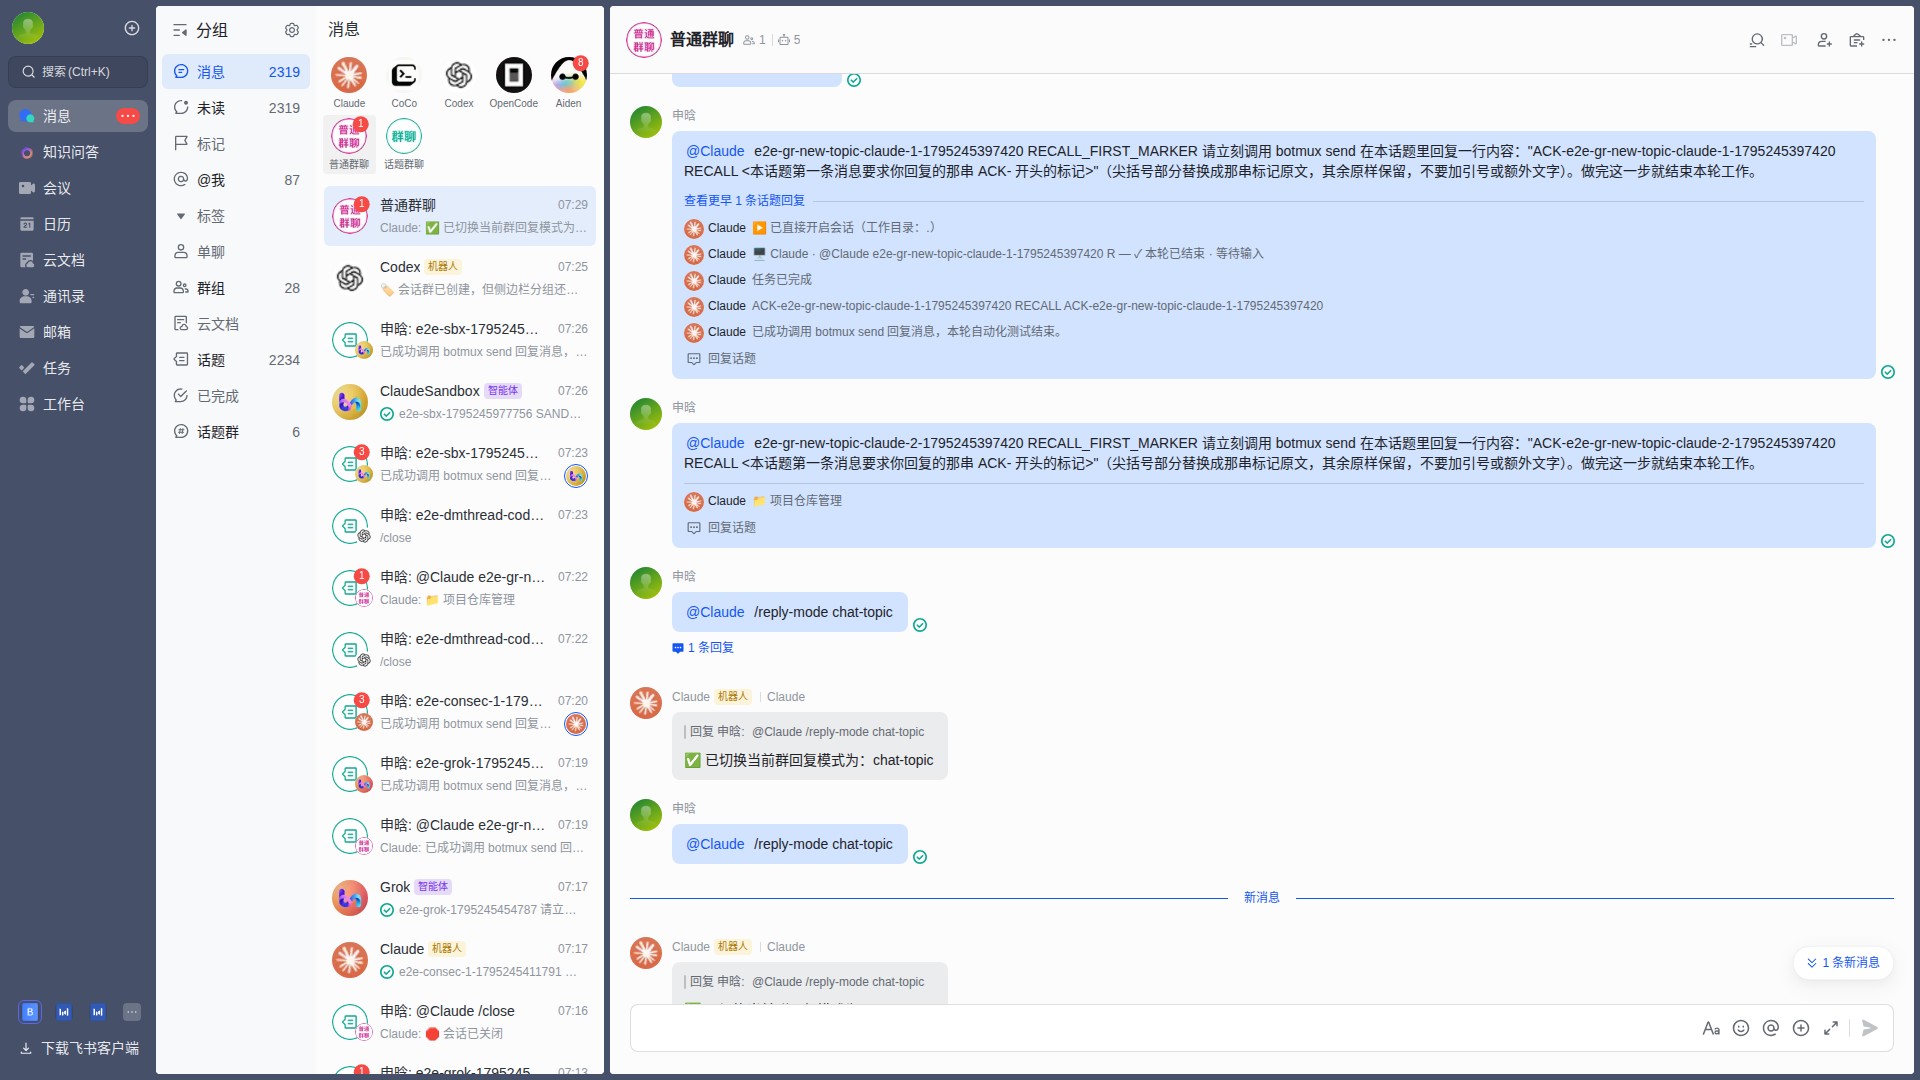 搜索 (Ctrl+K)
消息
知识问答
会议
日历
云文档
通讯录
邮箱
任务
工作台
B
下载飞书客户端
分组
消息 2319
未读 2319
标记
@我 87
标签
单聊
群组 28
云文档
话题 2234
已完成
话题群 6
消息
8
Claude CoCo Codex OpenCode Aiden
普通群聊 1
群聊
普通群聊 话题群聊
普通群聊 07:29
Claude: ✅ 已切换当前群回复模式为…
Codex 机器人 07:25
🏷️ 会话群已创建，但侧边栏分组还…
申晗: e2e-sbx-1795245… 07:26
已成功调用 botmux send 回复消息，…
ClaudeSandbox 智能体 07:26
e2e-sbx-1795245977756 SAND…
3 申晗: e2e-sbx-1795245… 07:23
已成功调用 botmux send 回复…
申晗: e2e-dmthread-cod… 07:23
/close
1 申晗: @Claude e2e-gr-n… 07:22
Claude: 📁 项目仓库管理
申晗: e2e-dmthread-cod… 07:22
/close
3 申晗: e2e-consec-1-179… 07:20
已成功调用 botmux send 回复…
申晗: e2e-grok-1795245… 07:19
已成功调用 botmux send 回复消息，…
申晗: @Claude e2e-gr-n… 07:19
Claude: 已成功调用 botmux send 回…
Grok 智能体 07:17
e2e-grok-1795245454787 请立…
Claude 机器人 07:17
e2e-consec-1-1795245411791 …
申晗: @Claude /close 07:16
Claude: 🛑 会话已关闭
1 申晗: e2e-grok-1795245… 07:13
普通群聊
普通群聊 1 5
申晗
@Claude e2e-gr-new-topic-claude-1-1795245397420 RECALL_FIRST_MARKER 请立刻调用 botmux send 在本话题里回复一行内容："ACK-e2e-gr-new-topic-claude-1-1795245397420
RECALL <本话题第一条消息要求你回复的那串 ACK- 开头的标记>"（尖括号部分替换成那串标记原文，其余原样保留，不要加引号或额外文字）。做完这一步就结束本轮工作。
查看更早 1 条话题回复
Claude ▶️ 已直接开启会话（工作目录：.）
Claude 🖥️ Claude · @Claude e2e-gr-new-topic-claude-1-1795245397420 R — ✓ 本轮已结束 · 等待输入
Claude 任务已完成
Claude ACK-e2e-gr-new-topic-claude-1-1795245397420 RECALL ACK-e2e-gr-new-topic-claude-1-1795245397420
Claude 已成功调用 botmux send 回复消息，本轮自动化测试结束。
回复话题
申晗
@Claude e2e-gr-new-topic-claude-2-1795245397420 RECALL_FIRST_MARKER 请立刻调用 botmux send 在本话题里回复一行内容："ACK-e2e-gr-new-topic-claude-2-1795245397420
RECALL <本话题第一条消息要求你回复的那串 ACK- 开头的标记>"（尖括号部分替换成那串标记原文，其余原样保留，不要加引号或额外文字）。做完这一步就结束本轮工作。
Claude 📁 项目仓库管理
回复话题
申晗
@Claude /reply-mode chat-topic
1 条回复
Claude 机器人 Claude
回复 申晗: @Claude /reply-mode chat-topic
✅ 已切换当前群回复模式为：chat-topic
申晗
@Claude /reply-mode chat-topic
新消息
Claude 机器人 Claude
回复 申晗: @Claude /reply-mode chat-topic
1 条新消息
Aa